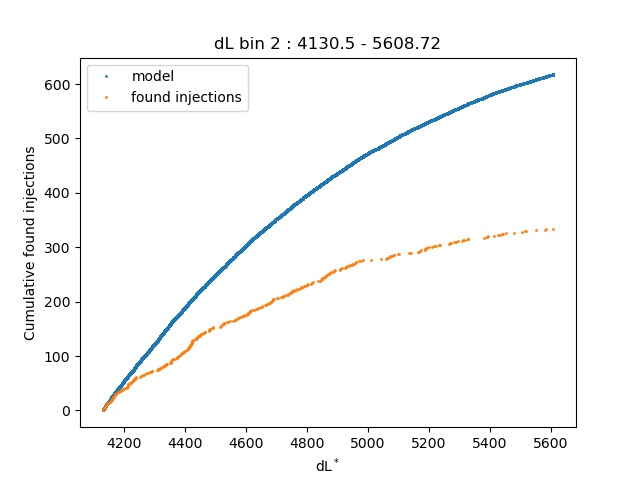 dL bin 2 : 4130.5 - 5608.72
model
found injections
Cumulative found injections
600
500
400
300
200
100
0
4200 4400 4600 4800 5000 5200 5400 5600
dL*